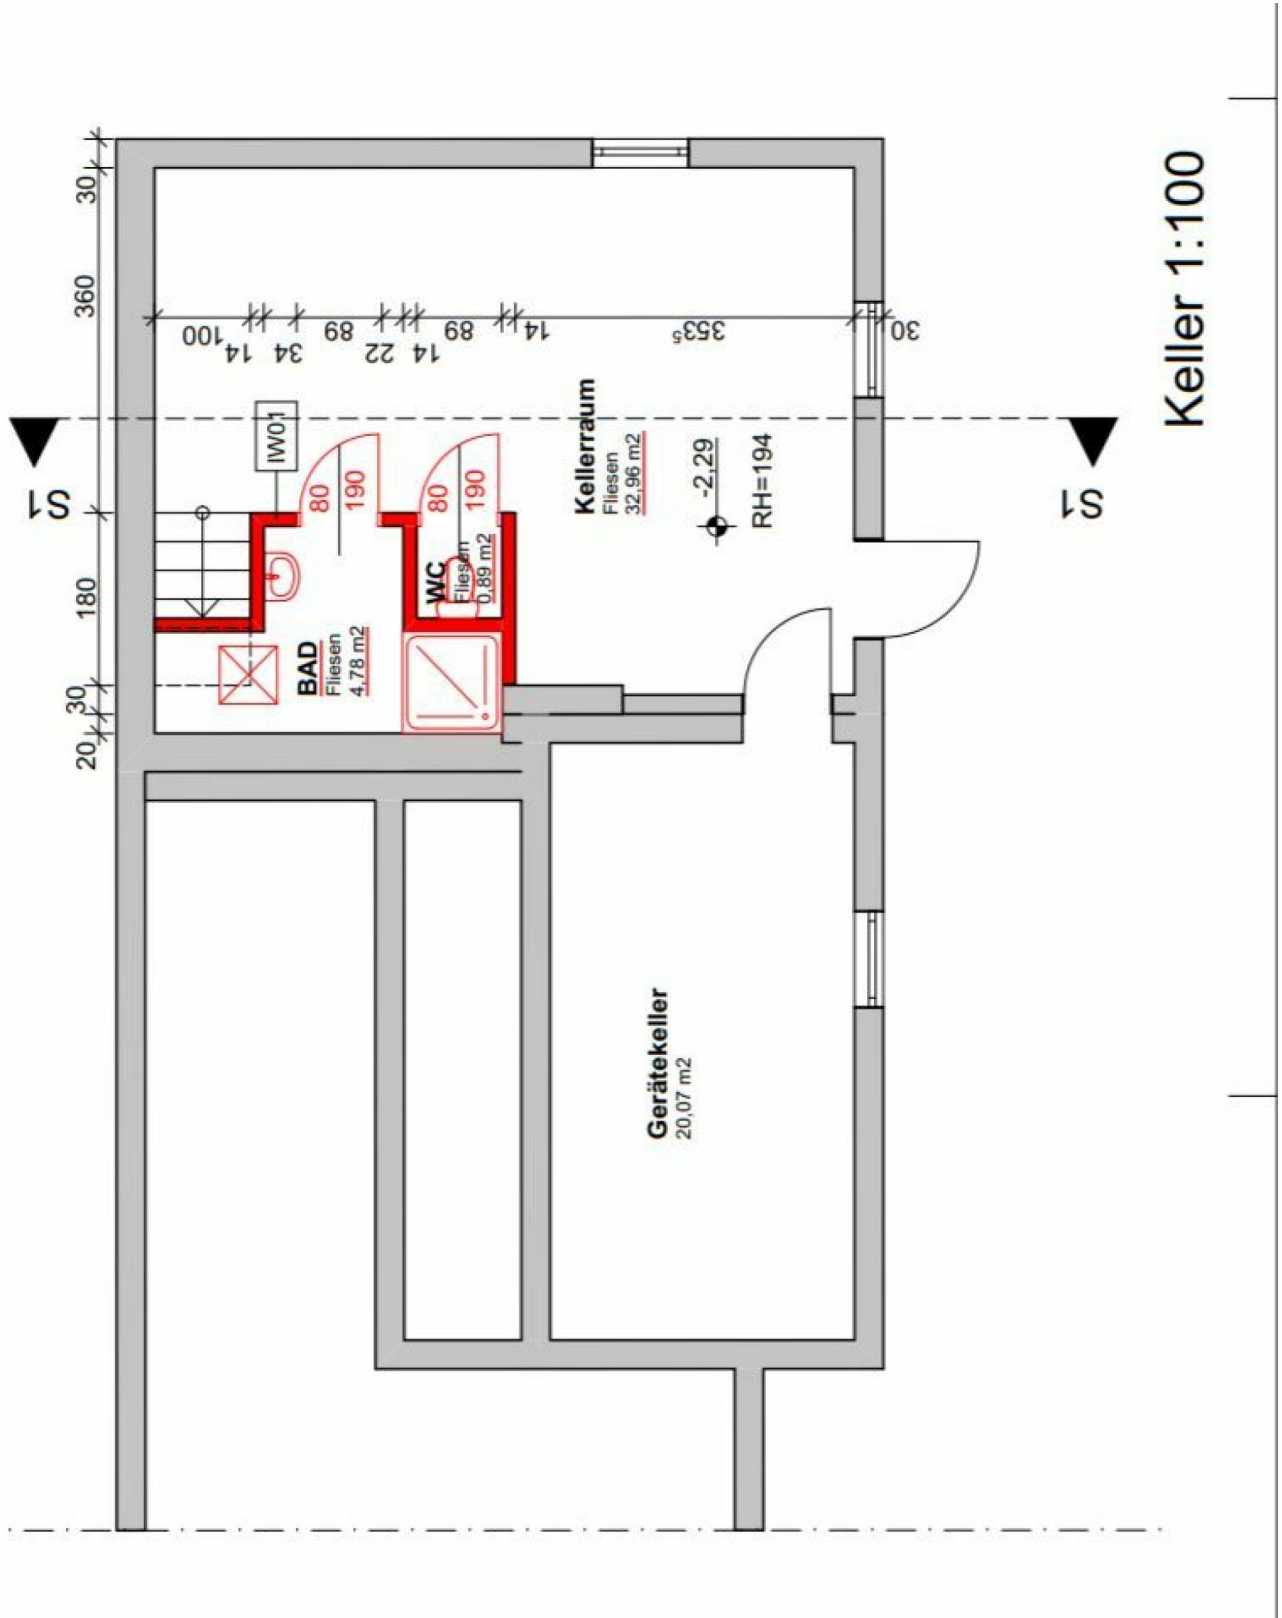 Keller 1:100
30
360
180
30
20
100
14
34
89
22
14
89
14
353⁵
30
S1
S1
IW01
80
190
80
190
Kellerraum
Fliesen
32,96 m2
-2,29
RH=194
WC
Fliesen
0,89 m2
BAD
Fliesen
4,78 m2
Gerätekeller
20,07 m2